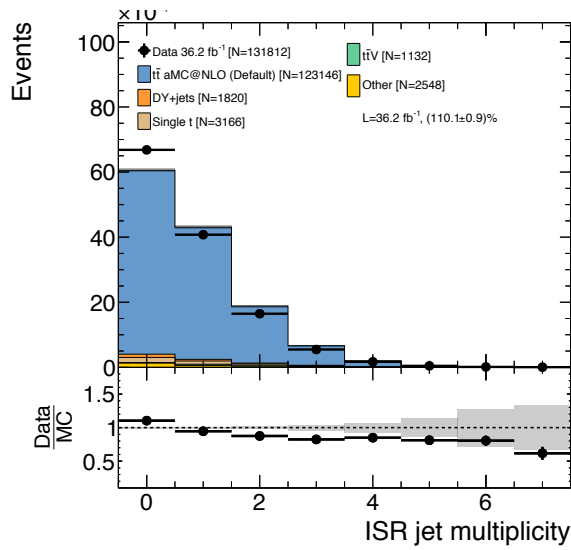 Events
100
80
60
40
20
0
Data 36.2 fb⁻¹ [N=131812]
tt̄ aMC@NLO (Default) [N=123146]
DY+jets [N=1820]
Single t [N=3166]
tt̄V [N=1132]
Other [N=2548]
L=36.2 fb⁻¹, (110.1±0.9)%
Data
MC
1.5
1
0.5
0 2 4 6
ISR jet multiplicity